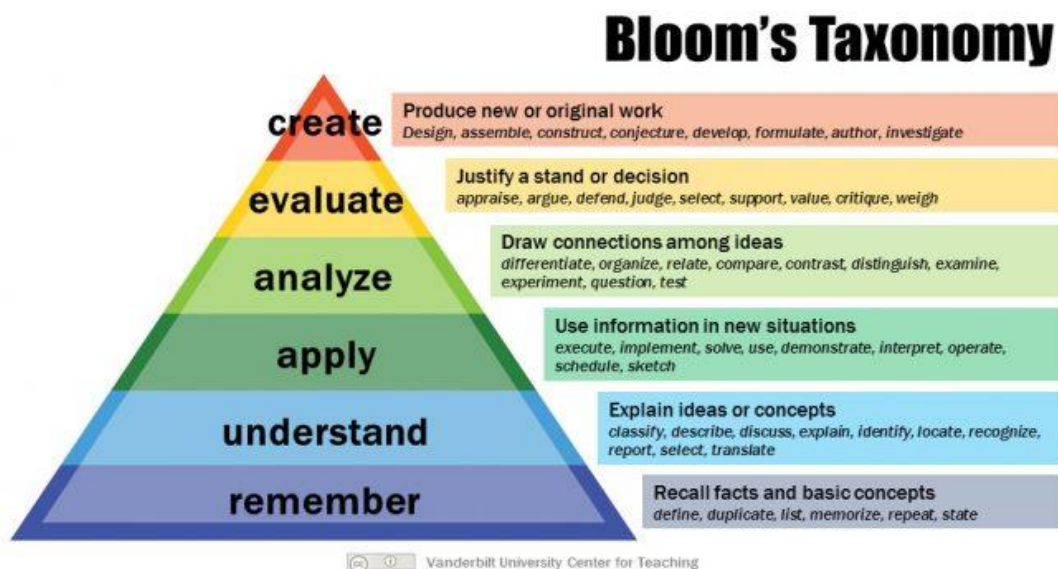 Bloom's Taxonomy
create
Produce new or original work
Design, assemble, construct, conjecture, develop, formulate, author, investigate
evaluate
Justify a stand or decision
appraise, argue, defend, judge, select, support, value, critique, weigh
analyze
Draw connections among ideas
differentiate, organize, relate, compare, contrast, distinguish, examine,
experiment, question, test
apply
Use information in new situations
execute, implement, solve, use, demonstrate, interpret, operate,
schedule, sketch
understand
Explain ideas or concepts
classify, describe, discuss, explain, identify, locate, recognize,
report, select, translate
remember
Recall facts and basic concepts
define, duplicate, list, memorize, repeat, state
cc Vanderbilt University Center for Teaching